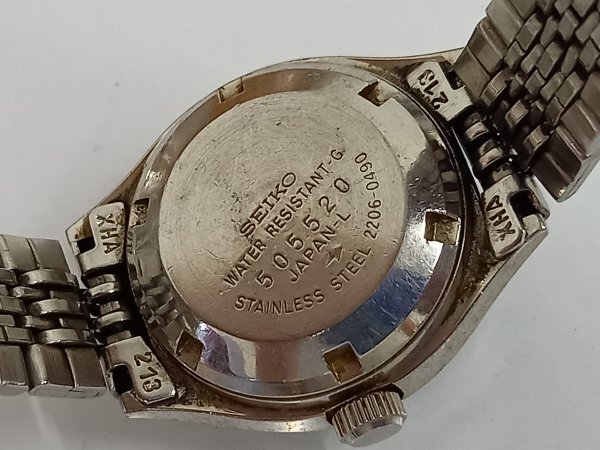 SEIKO
WATER RESISTANT-G
505520
JAPAN-L
STAINLESS STEEL 2206-0490
XHA
213
213
XHA